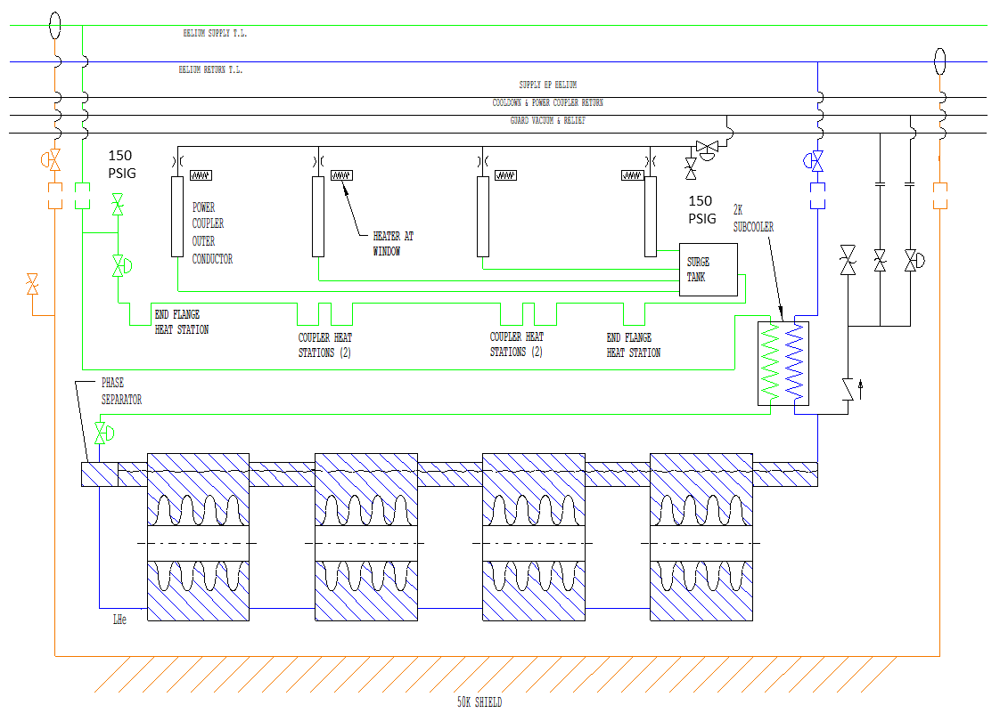 HELIUM SUPPLY T.L.
HELIUM RETURN T.L.
SUPPLY HP HELIUM
COOLDOWN & POWER COUPLER RETURN
GUARD VACUUM & RELIEF
150
PSIG
POWER
COUPLER
OUTER
CONDUCTOR
HEATER AT
WINDOW
150
PSIG
2K
SUBCOOLER
SURGE
TANK
END FLANGE
HEAT STATION
COUPLER HEAT
STATIONS (2)
COUPLER HEAT
STATIONS (2)
END FLANGE
HEAT STATION
PHASE
SEPARATOR
LHe
50K SHIELD